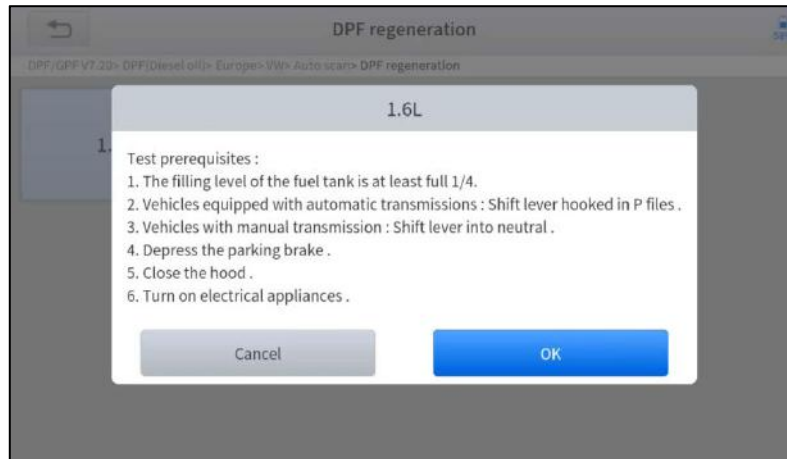 DPF regeneration
DPF/GPF V7.20> DPF(Diesel oil)> Europe> VW> Auto scan> DPF regeneration
1.6L
1.
Test prerequisites :
1. The filling level of the fuel tank is at least full 1/4.
2. Vehicles equipped with automatic transmissions : Shift lever hooked in P files .
3. Vehicles with manual transmission : Shift lever into neutral .
4. Depress the parking brake .
5. Close the hood .
6. Turn on electrical appliances .
Cancel
OK